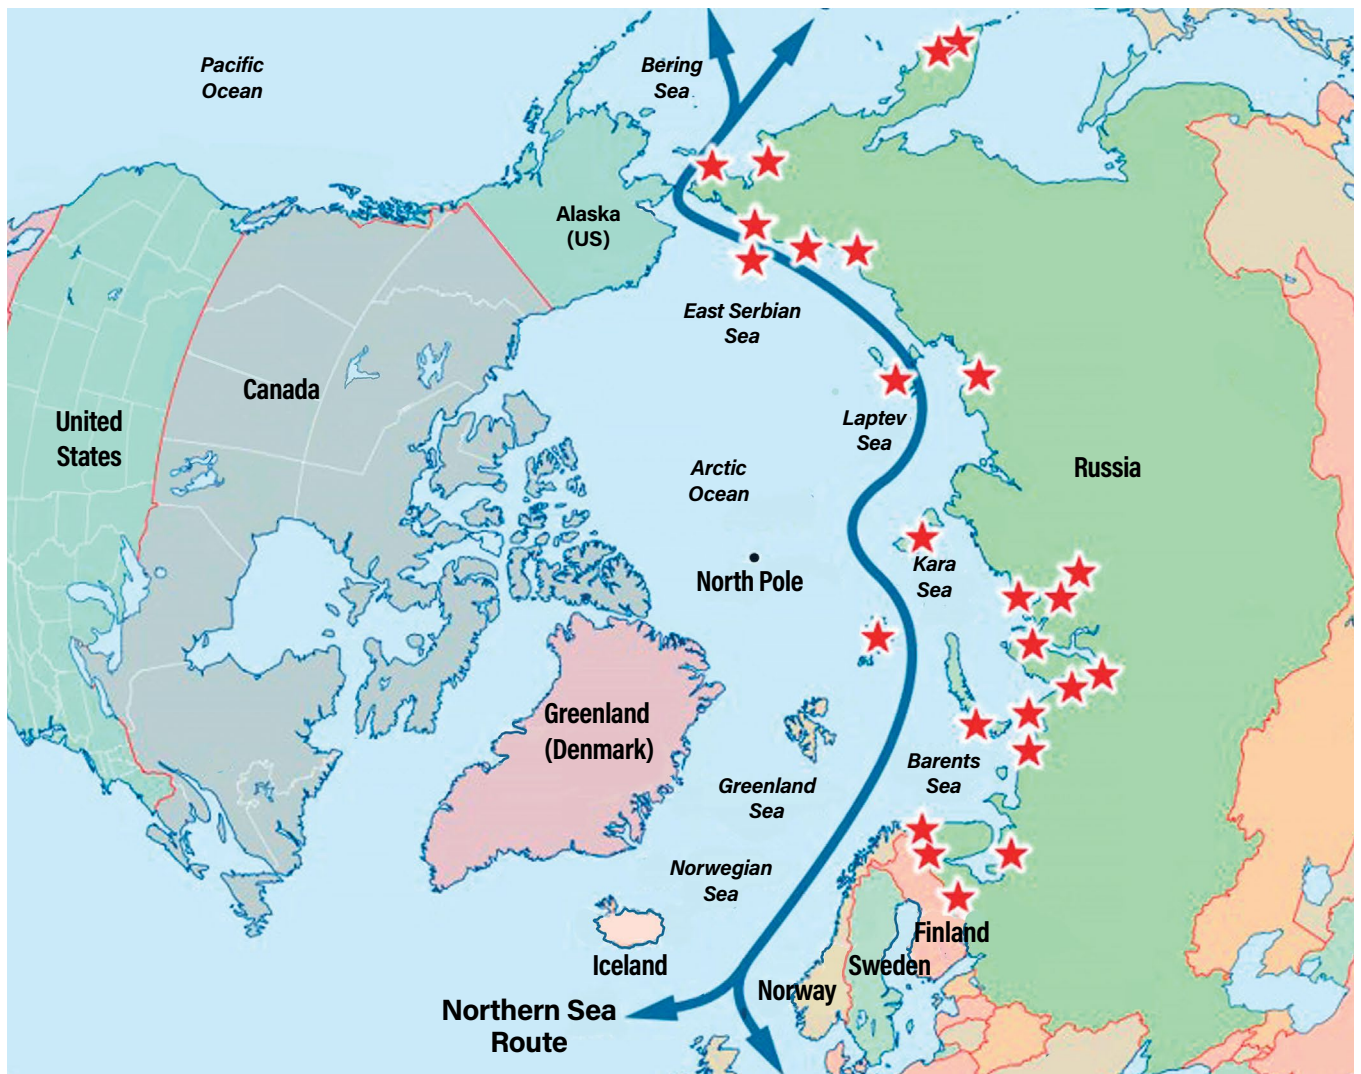 Pacific
Ocean
Bering
Sea
Alaska
(US)
East Serbian
Sea
Canada
United
States
Laptev
Sea
Arctic
Ocean
Russia
North Pole
Kara
Sea
Greenland
(Denmark)
Barents
Sea
Greenland
Sea
Norwegian
Sea
Finland
Iceland
Sweden
Norway
Northern Sea
Route